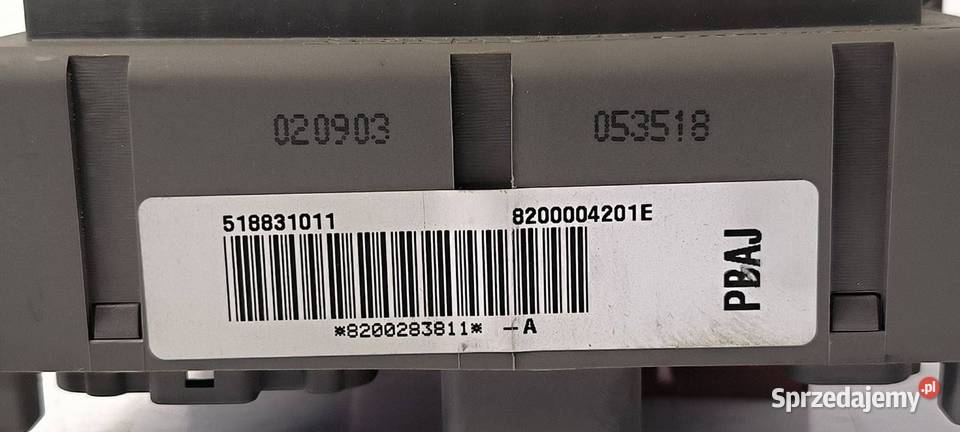 020903 053518
518831011 8200004201E
PBAJ
*8200283811* -A
Sprzedajemy.pl